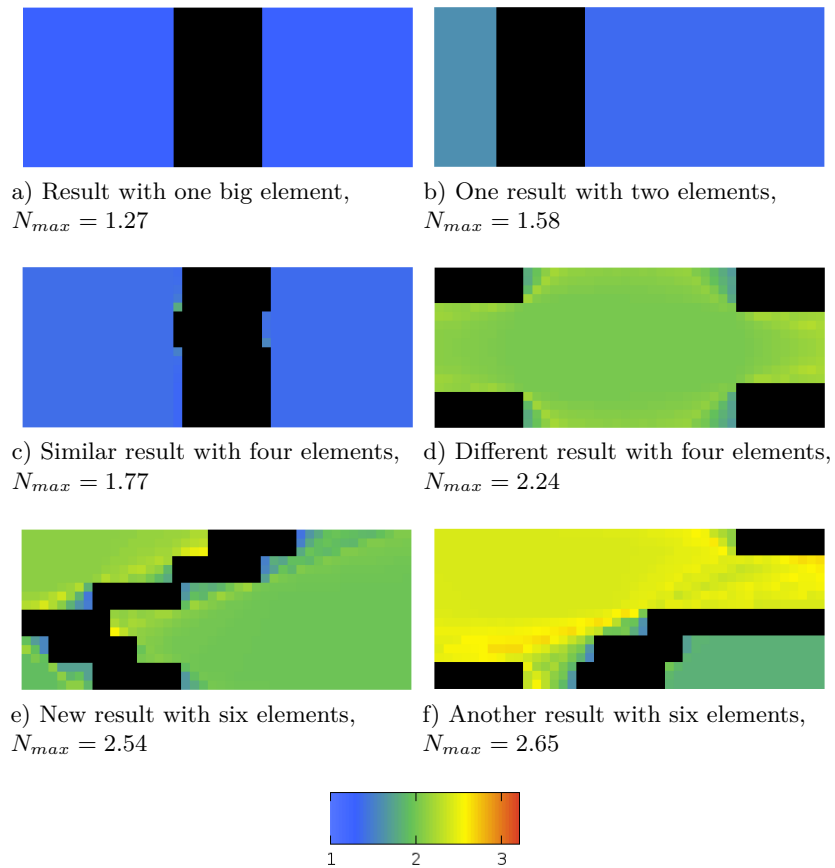 a) Result with one big element,
N_max = 1.27
b) One result with two elements,
N_max = 1.58
c) Similar result with four elements,
N_max = 1.77
d) Different result with four elements,
N_max = 2.24
e) New result with six elements,
N_max = 2.54
f) Another result with six elements,
N_max = 2.65
1 2 3